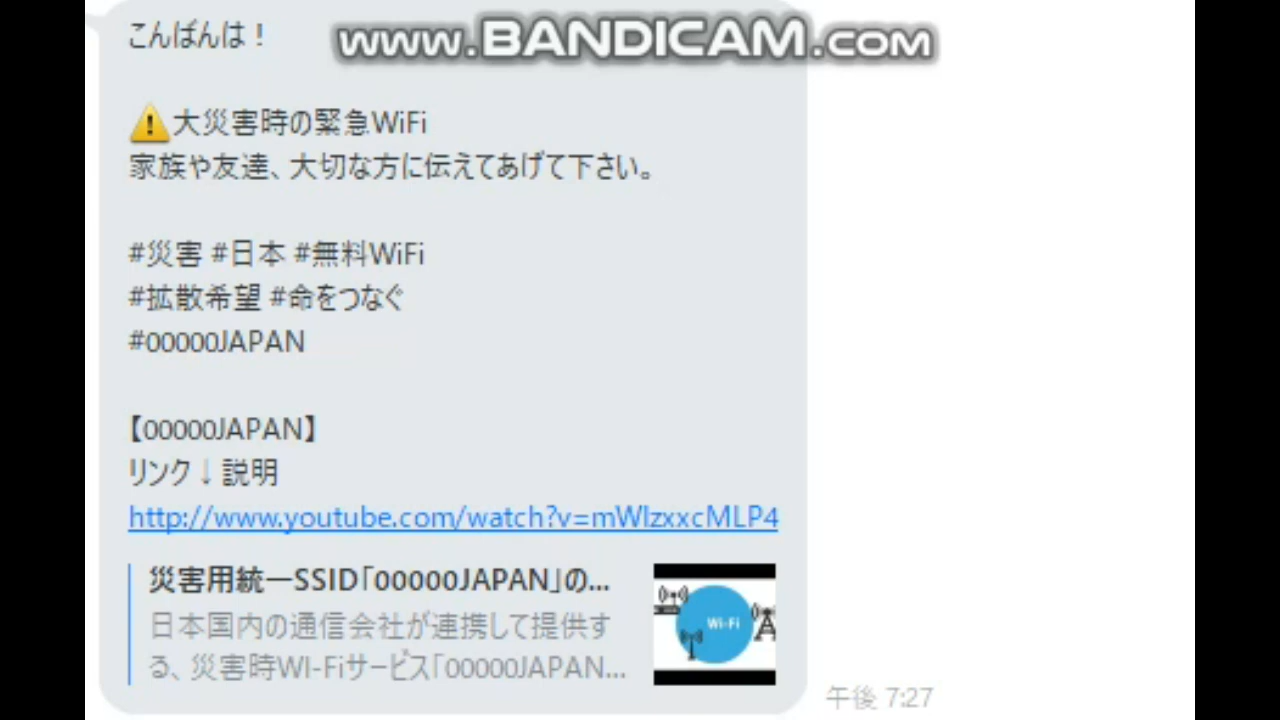 こんばんは！
www.BANDICAM.com
⚠大災害時の緊急WiFi
家族や友達、大切な方に伝えてあげて下さい。
#災害 #日本 #無料WiFi
#拡散希望 #命をつなぐ
#00000JAPAN
【00000JAPAN】
リンク↓説明
http://www.youtube.com/watch?v=mWlzxxcMLP4
災害用統一SSID「00000JAPAN」の...
日本国内の通信会社が連携して提供す
る、災害時WI-Fiサービス「00000JAPAN...
Wi-Fi
午後 7:27